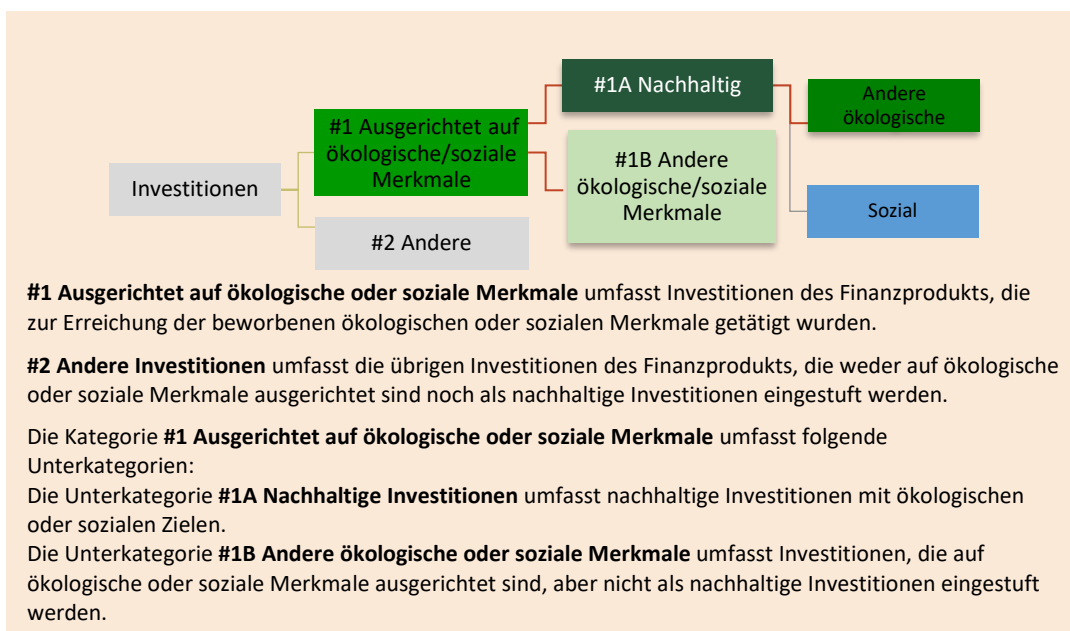 #1A Nachhaltig
Andere
ökologische
#1 Ausgerichtet auf
ökologische/soziale
Merkmale
#1B Andere
ökologische/soziale
Merkmale
Investitionen
Sozial
#2 Andere
#1 Ausgerichtet auf ökologische oder soziale Merkmale umfasst Investitionen des Finanzprodukts, die
zur Erreichung der beworbenen ökologischen oder sozialen Merkmale getätigt wurden.
#2 Andere Investitionen umfasst die übrigen Investitionen des Finanzprodukts, die weder auf ökologische
oder soziale Merkmale ausgerichtet sind noch als nachhaltige Investitionen eingestuft werden.
Die Kategorie #1 Ausgerichtet auf ökologische oder soziale Merkmale umfasst folgende
Unterkategorien:
Die Unterkategorie #1A Nachhaltige Investitionen umfasst nachhaltige Investitionen mit ökologischen
oder sozialen Zielen.
Die Unterkategorie #1B Andere ökologische oder soziale Merkmale umfasst Investitionen, die auf
ökologische oder soziale Merkmale ausgerichtet sind, aber nicht als nachhaltige Investitionen eingestuft
werden.